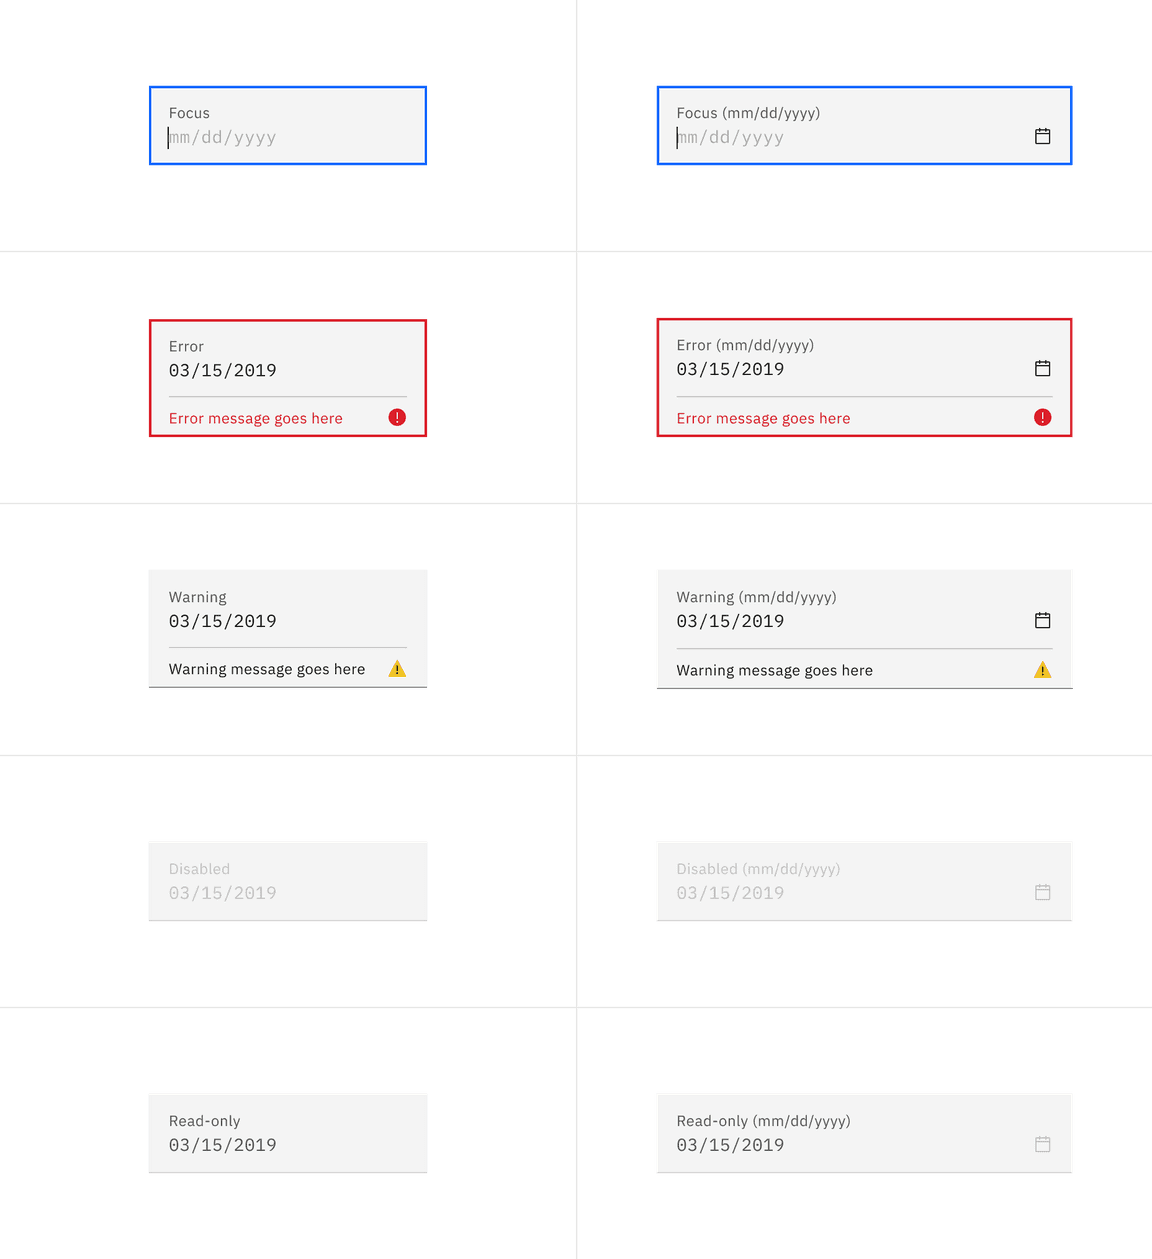 Focus
mm/dd/yyyy
Focus (mm/dd/yyyy)
mm/dd/yyyy
Error
03/15/2019
Error message goes here
Error (mm/dd/yyyy)
03/15/2019
Error message goes here
Warning
03/15/2019
Warning message goes here
Warning (mm/dd/yyyy)
03/15/2019
Warning message goes here
Disabled
03/15/2019
Disabled (mm/dd/yyyy)
03/15/2019
Read-only
03/15/2019
Read-only (mm/dd/yyyy)
03/15/2019